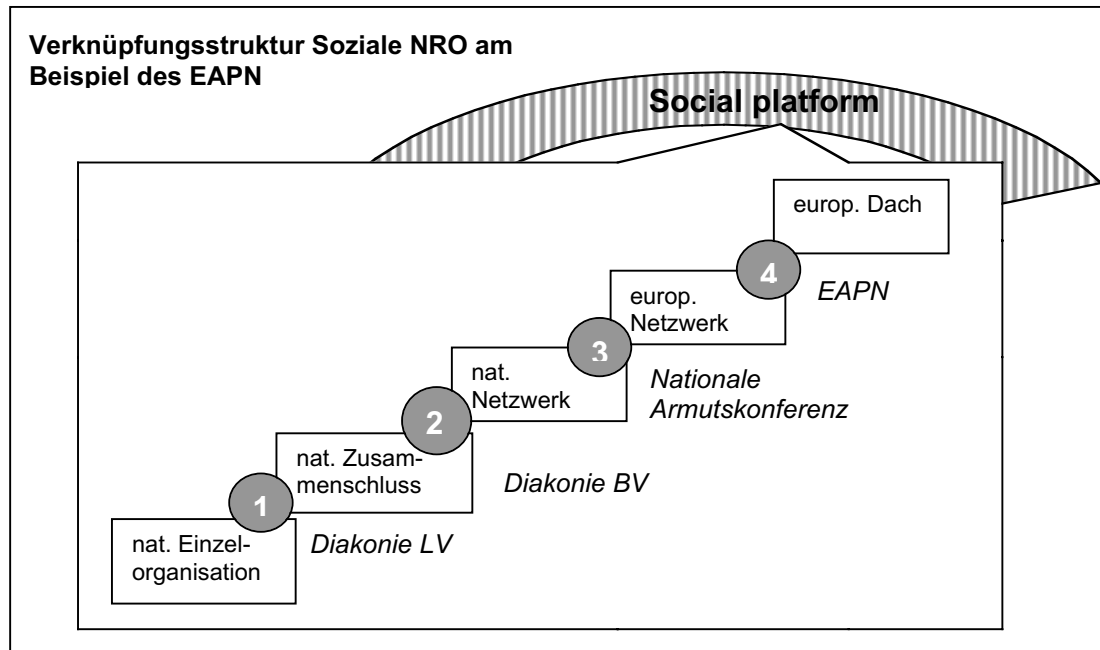 Verknüpfungsstruktur Soziale NRO am
Beispiel des EAPN
Social platform
europ. Dach
4
EAPN
europ.
Netzwerk
3
Nationale
Armutskonferenz
nat.
Netzwerk
2
Diakonie BV
nat. Zusam-
menschluss
1
Diakonie LV
nat. Einzel-
organisation